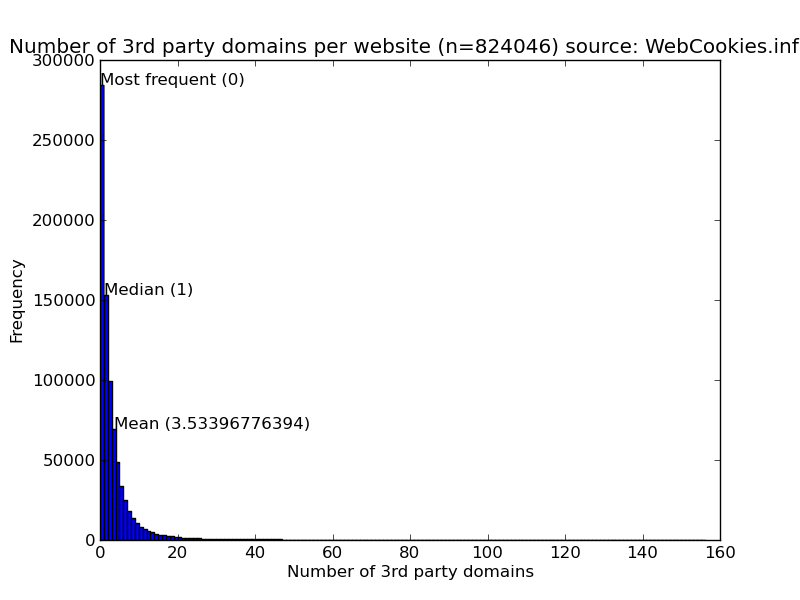 Number of 3rd party domains per website (n=824046) source: WebCookies.inf
300000
Most frequent (0)
250000
200000
Median (1)
150000
100000
Mean (3.53396776394)
50000
0
Frequency
0 20 40 60 80 100 120 140 160
Number of 3rd party domains